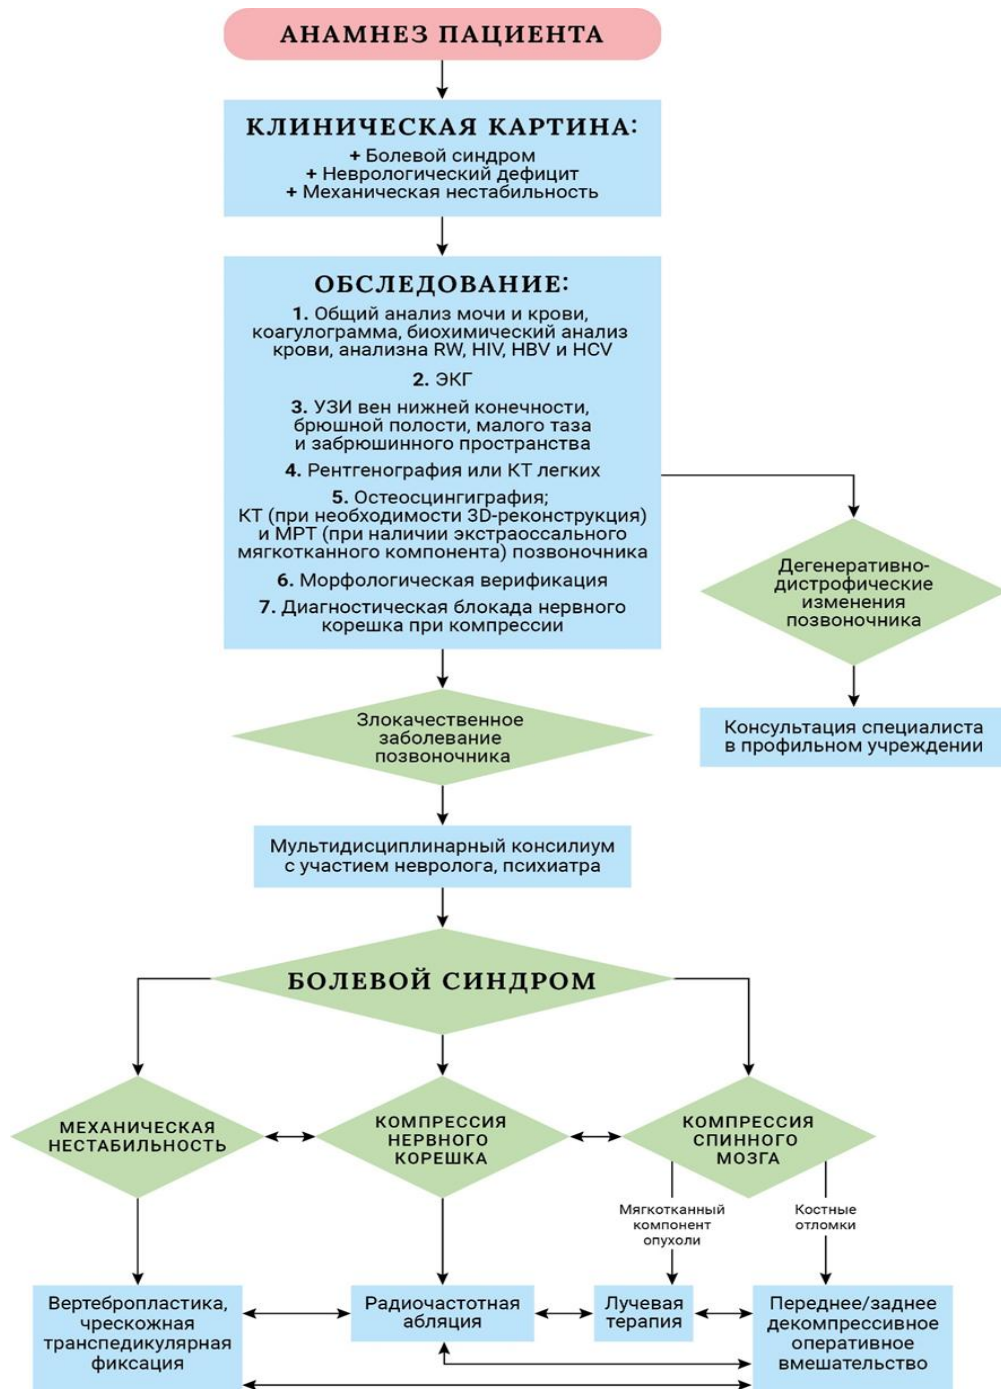 АНАМНЕЗ ПАЦИЕНТА
КЛИНИЧЕСКАЯ КАРТИНА:
+ Болевой синдром
+ Неврологический дефицит
+ Механическая нестабильность
ОБСЛЕДОВАНИЕ:
1. Общий анализ мочи и крови,
коагулограмма, биохимический анализ
крови, анализна RW, HIV, HBV и HCV
2. ЭКГ
3. УЗИ вен нижней конечности,
брюшной полости, малого таза
и забрюшинного пространства
4. Рентгенография или КТ легких
5. Остеосцингиграфия;
КТ (при необходимости 3D-реконструкция)
и МРТ (при наличии экстраоссального
мягкотканного компонента) позвоночника
6. Морфологическая верификация
7. Диагностическая блокада нервного
корешка при компрессии
Дегенеративно-
дистрофические
изменения
позвоночника
Консультация специалиста
в профильном учреждении
Злокачественное
заболевание
позвоночника
Мультидисциплинарный консилиум
с участием невролога, психиатра
БОЛЕВОЙ СИНДРОМ
МЕХАНИЧЕСКАЯ
НЕСТАБИЛЬНОСТЬ
КОМПРЕССИЯ
НЕРВНОГО
КОРЕШКА
КОМПРЕССИЯ
СПИННОГО
МОЗГА
Мягкотканный
компонент
опухоли
Костные
отломки
Вертебропластика,
чрескожная
транспедикулярная
фиксация
Радиочастотная
абляция
Лучевая
терапия
Переднее/заднее
декомпрессивное
оперативное
вмешательство